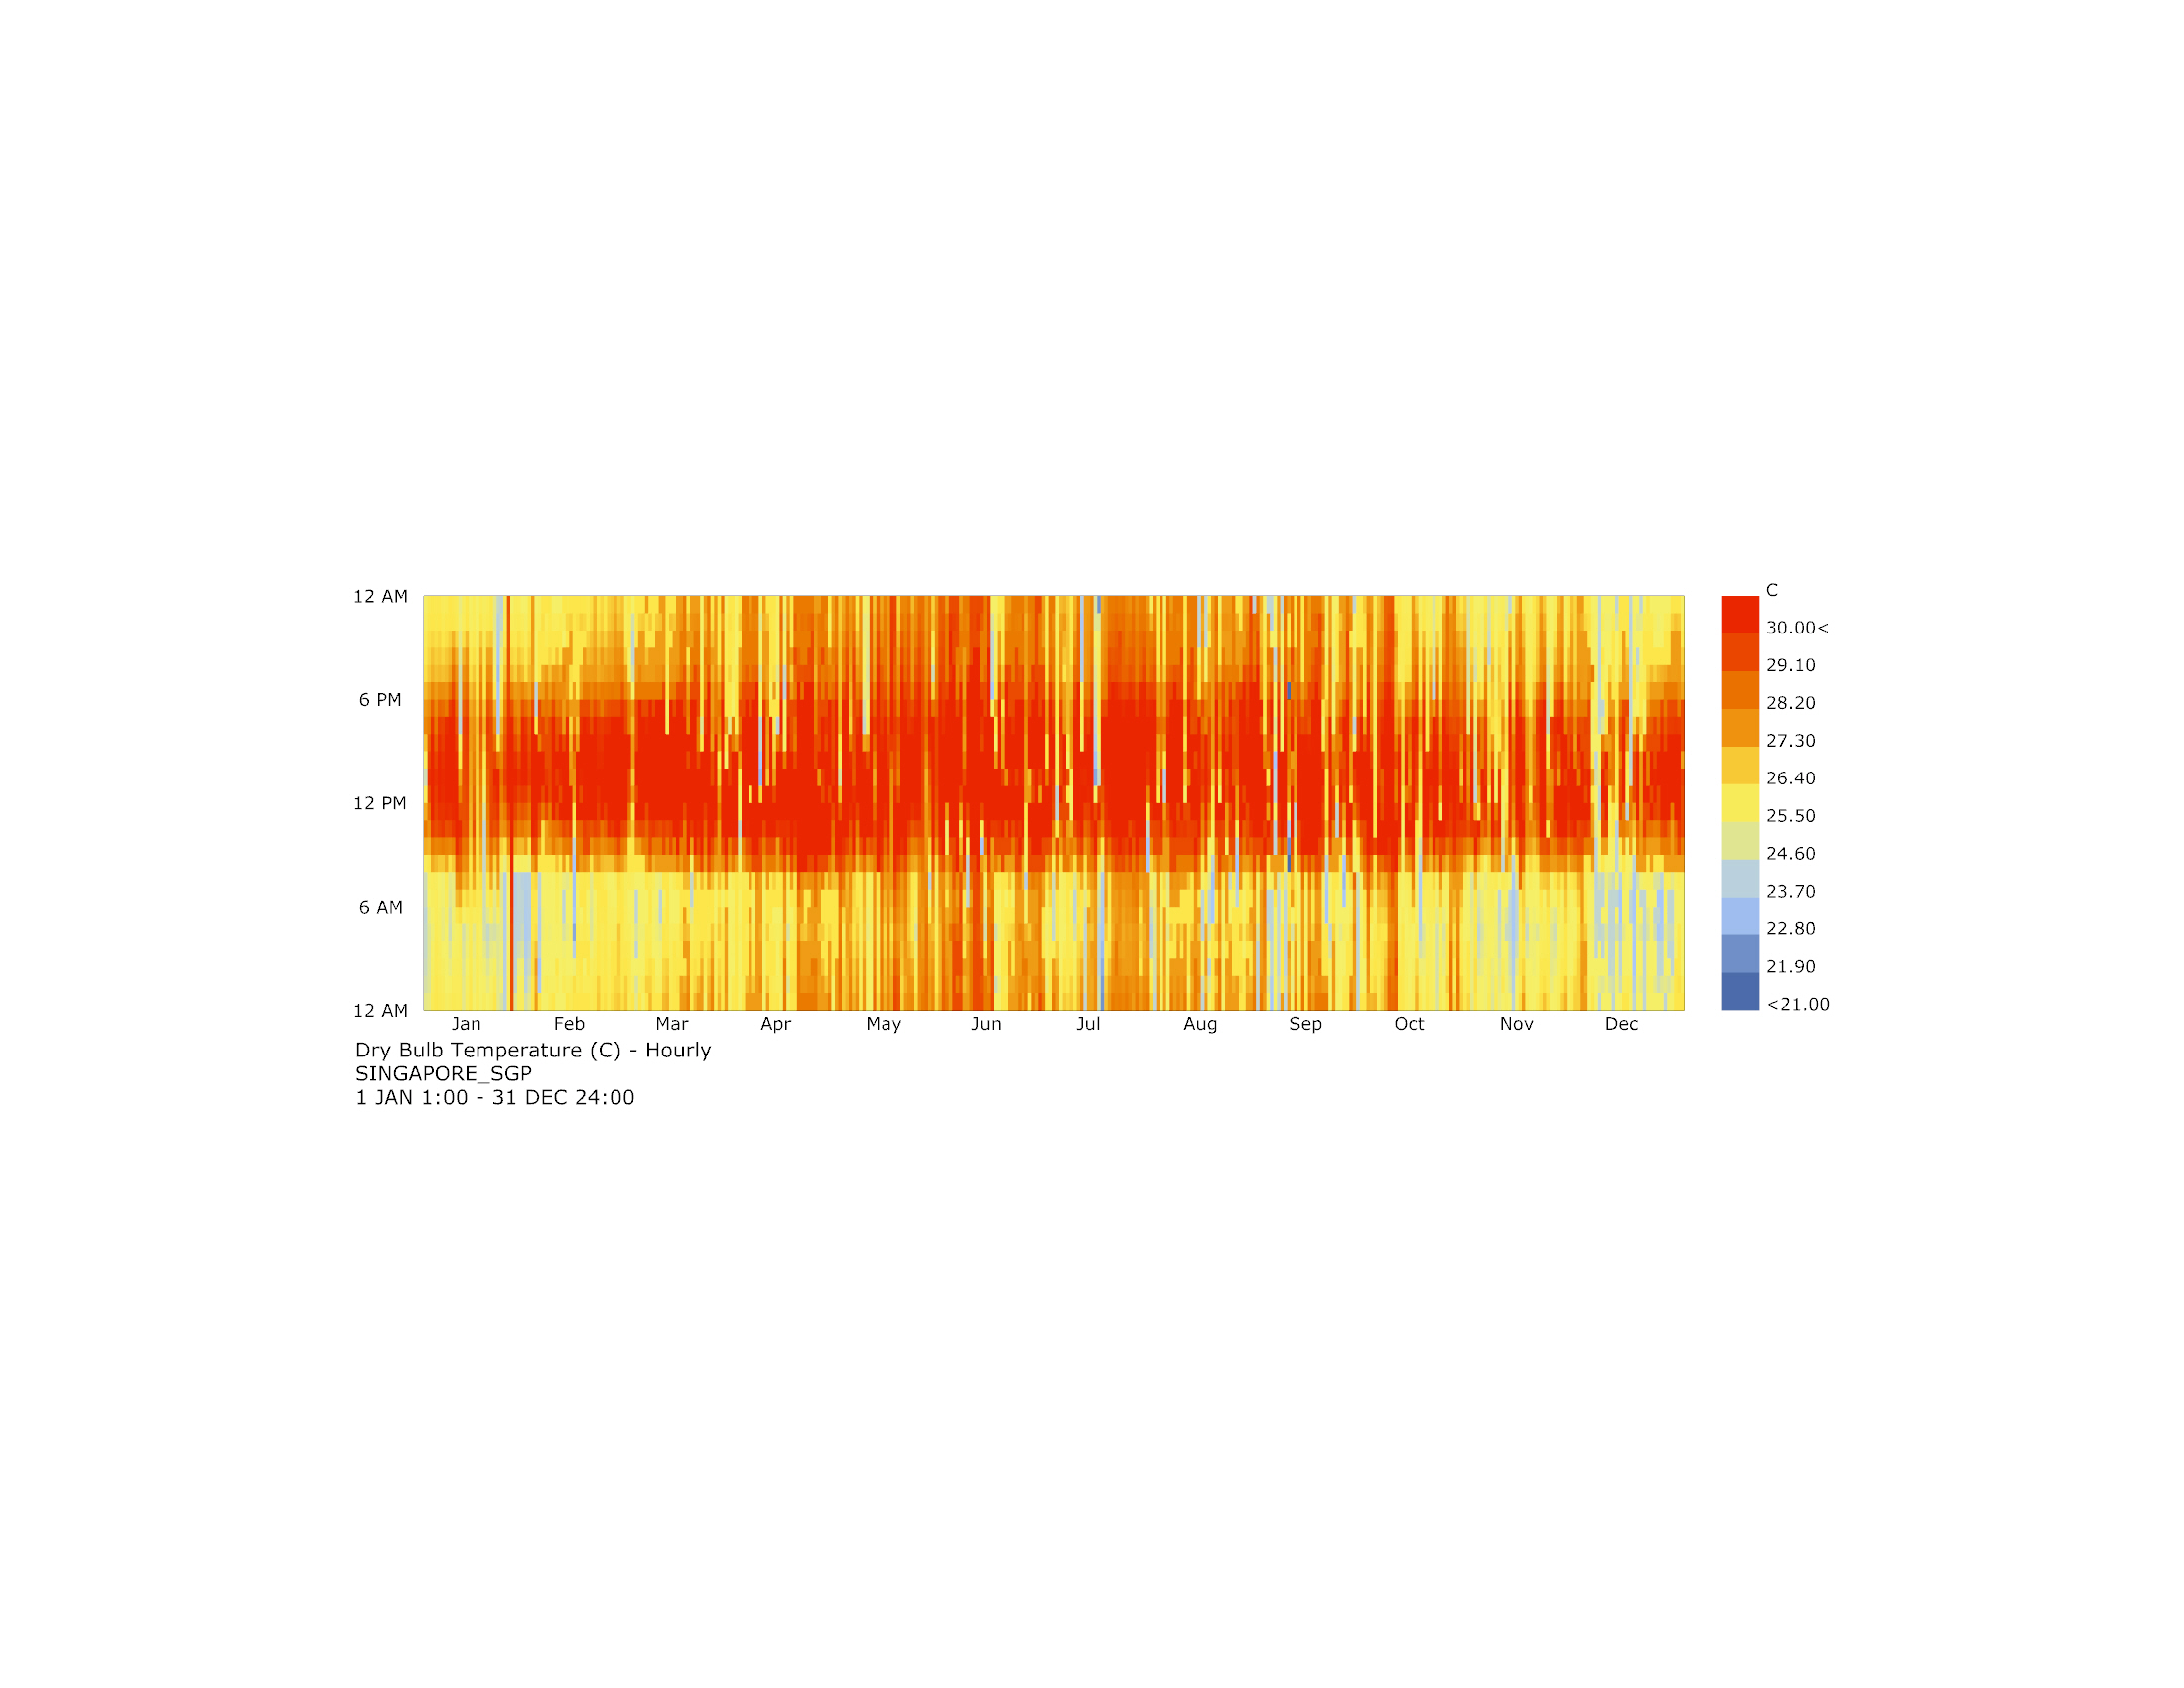 12 AM
6 PM
12 PM
6 AM
12 AM
Jan Feb Mar Apr May Jun Jul Aug Sep Oct Nov Dec
C
30.00<
29.10
28.20
27.30
26.40
25.50
24.60
23.70
22.80
21.90
<21.00
Dry Bulb Temperature (C) - Hourly
SINGAPORE_SGP
1 JAN 1:00 - 31 DEC 24:00